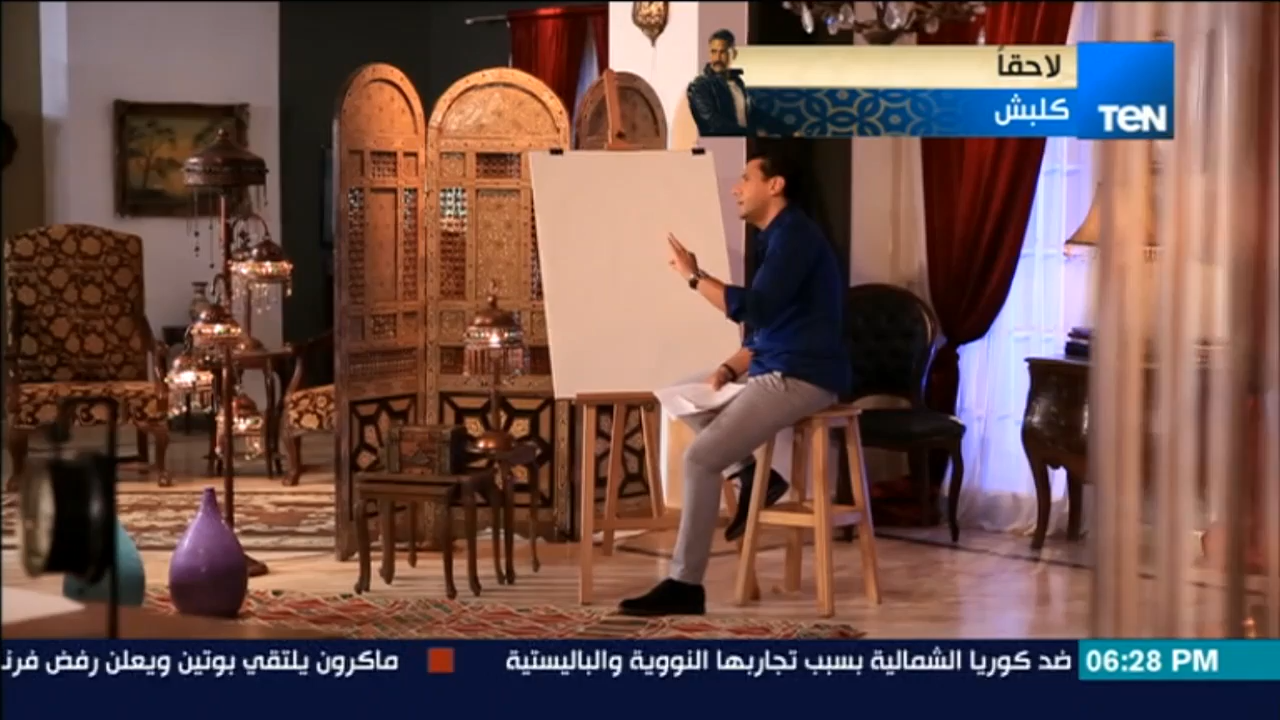 لاحقاً
كلبش
TEN
ضد كوريا الشمالية بسبب تجاربها النووية والباليستية ماكرون يلتقي بوتين ويعلن رفض
06:28 PM